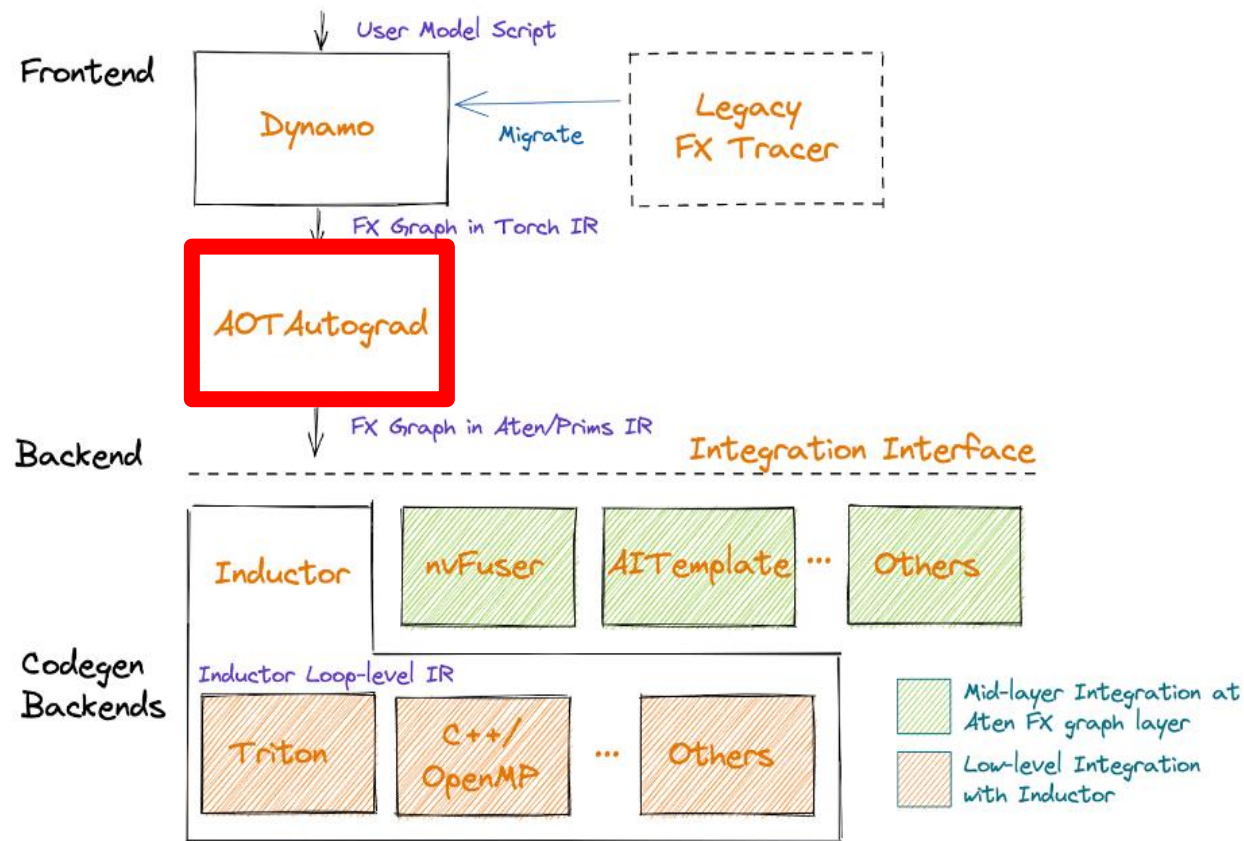 User Model Script
Frontend
Dynamo
Migrate
Legacy
FX Tracer
FX Graph in Torch IR
AOTAutograd
FX Graph in Aten/Prims IR
Backend
Integration Interface
Inductor
nvFuser
AITemplate
...
Others
Codegen
Backends
Inductor Loop-level IR
Triton
C++/
OpenMP
...
Others
Mid-layer Integration at
Aten FX graph layer
Low-level Integration
with Inductor